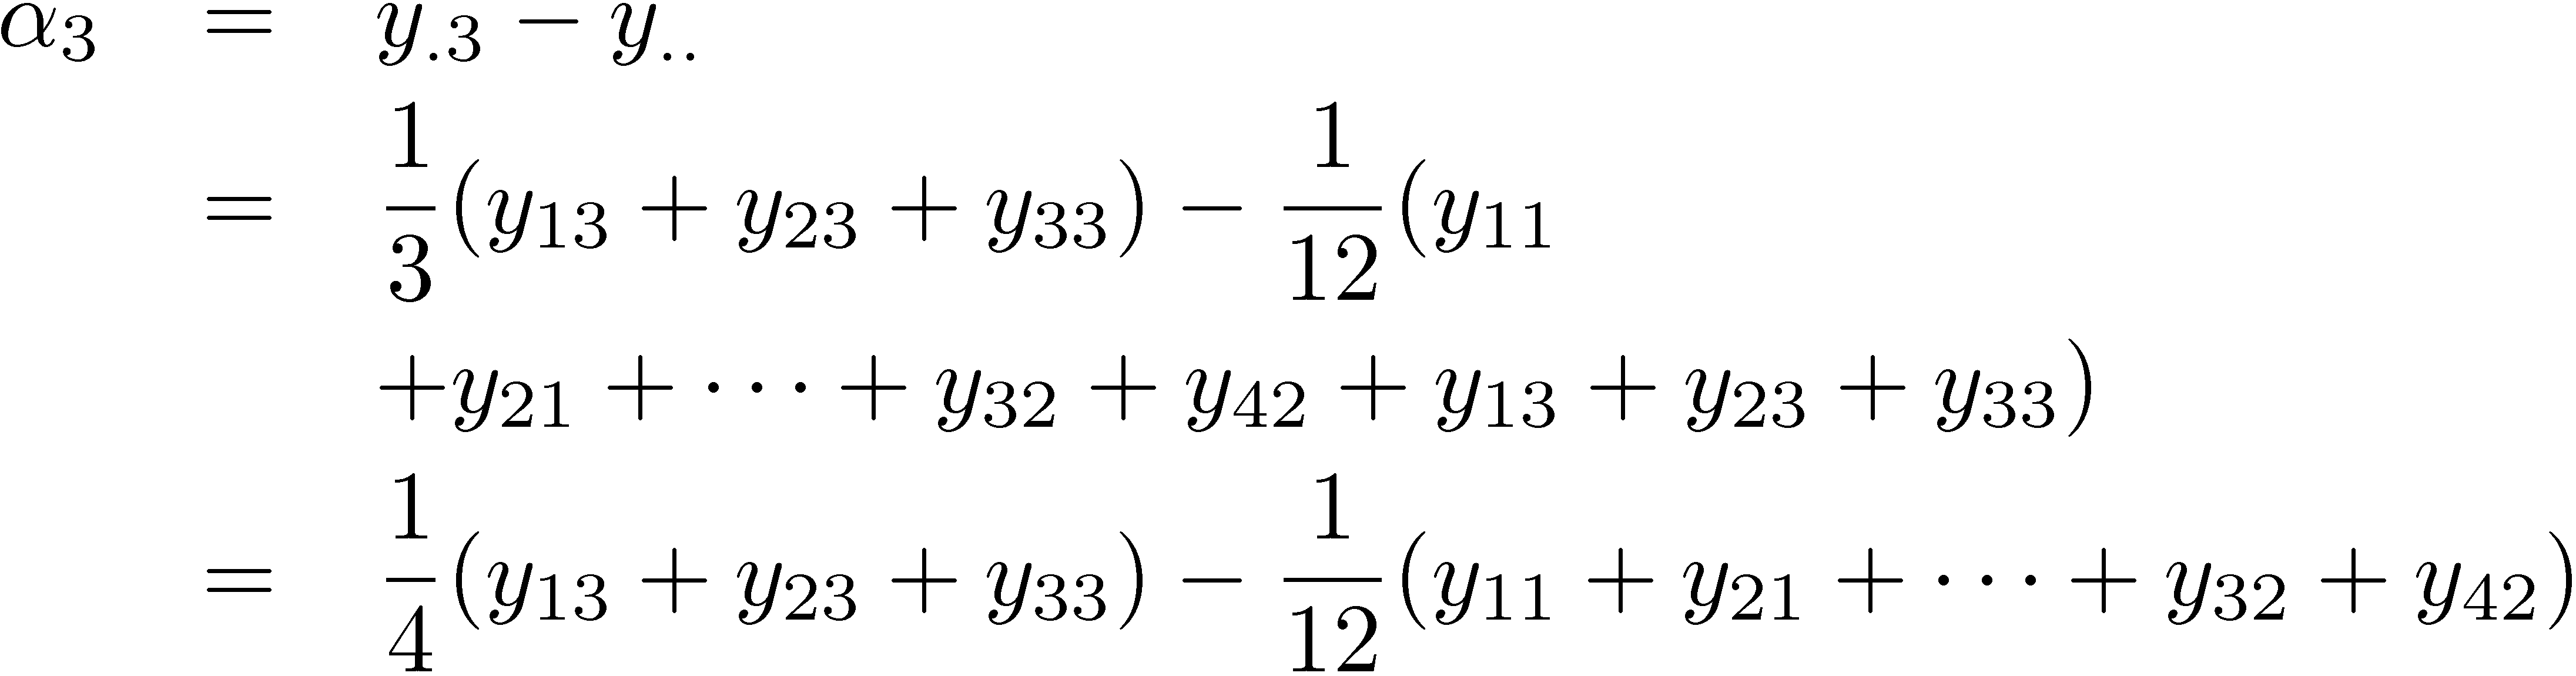 α₃ = y.₃ − y..
= 1/3 (y₁₃ + y₂₃ + y₃₃) − 1/12 (y₁₁
+y₂₁ + ⋯ + y₃₂ + y₄₂ + y₁₃ + y₂₃ + y₃₃)
= 1/4 (y₁₃ + y₂₃ + y₃₃) − 1/12 (y₁₁ + y₂₁ + ⋯ + y₃₂ + y₄₂)